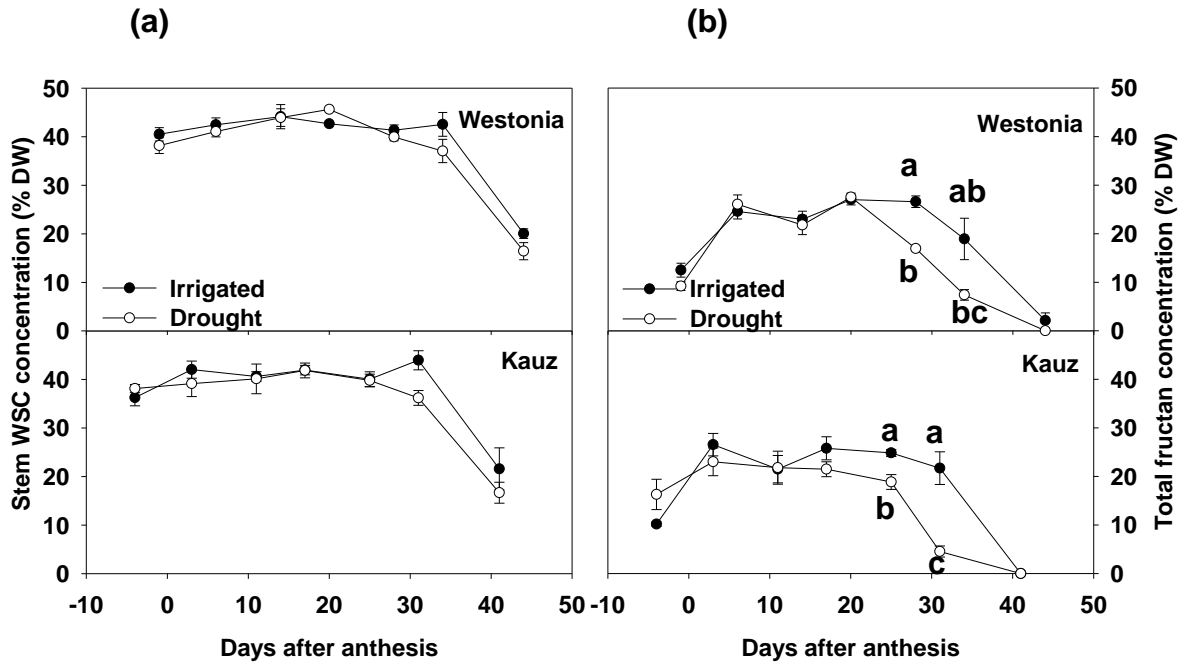 (a)
(b)
Stem WSC concentration (% DW)
50
40
30
20
10
0
Westonia
Irrigated
Drought
40
30
20
10
0
Kauz
-10 0 10 20 30 40 50
Days after anthesis
Westonia
a
ab
b
bc
Irrigated
Drought
50
40
30
20
10
0
Kauz
a a
b
c
40
30
20
10
0
-10 0 10 20 30 40 50
Days after anthesis
Total fructan concentration (% DW)